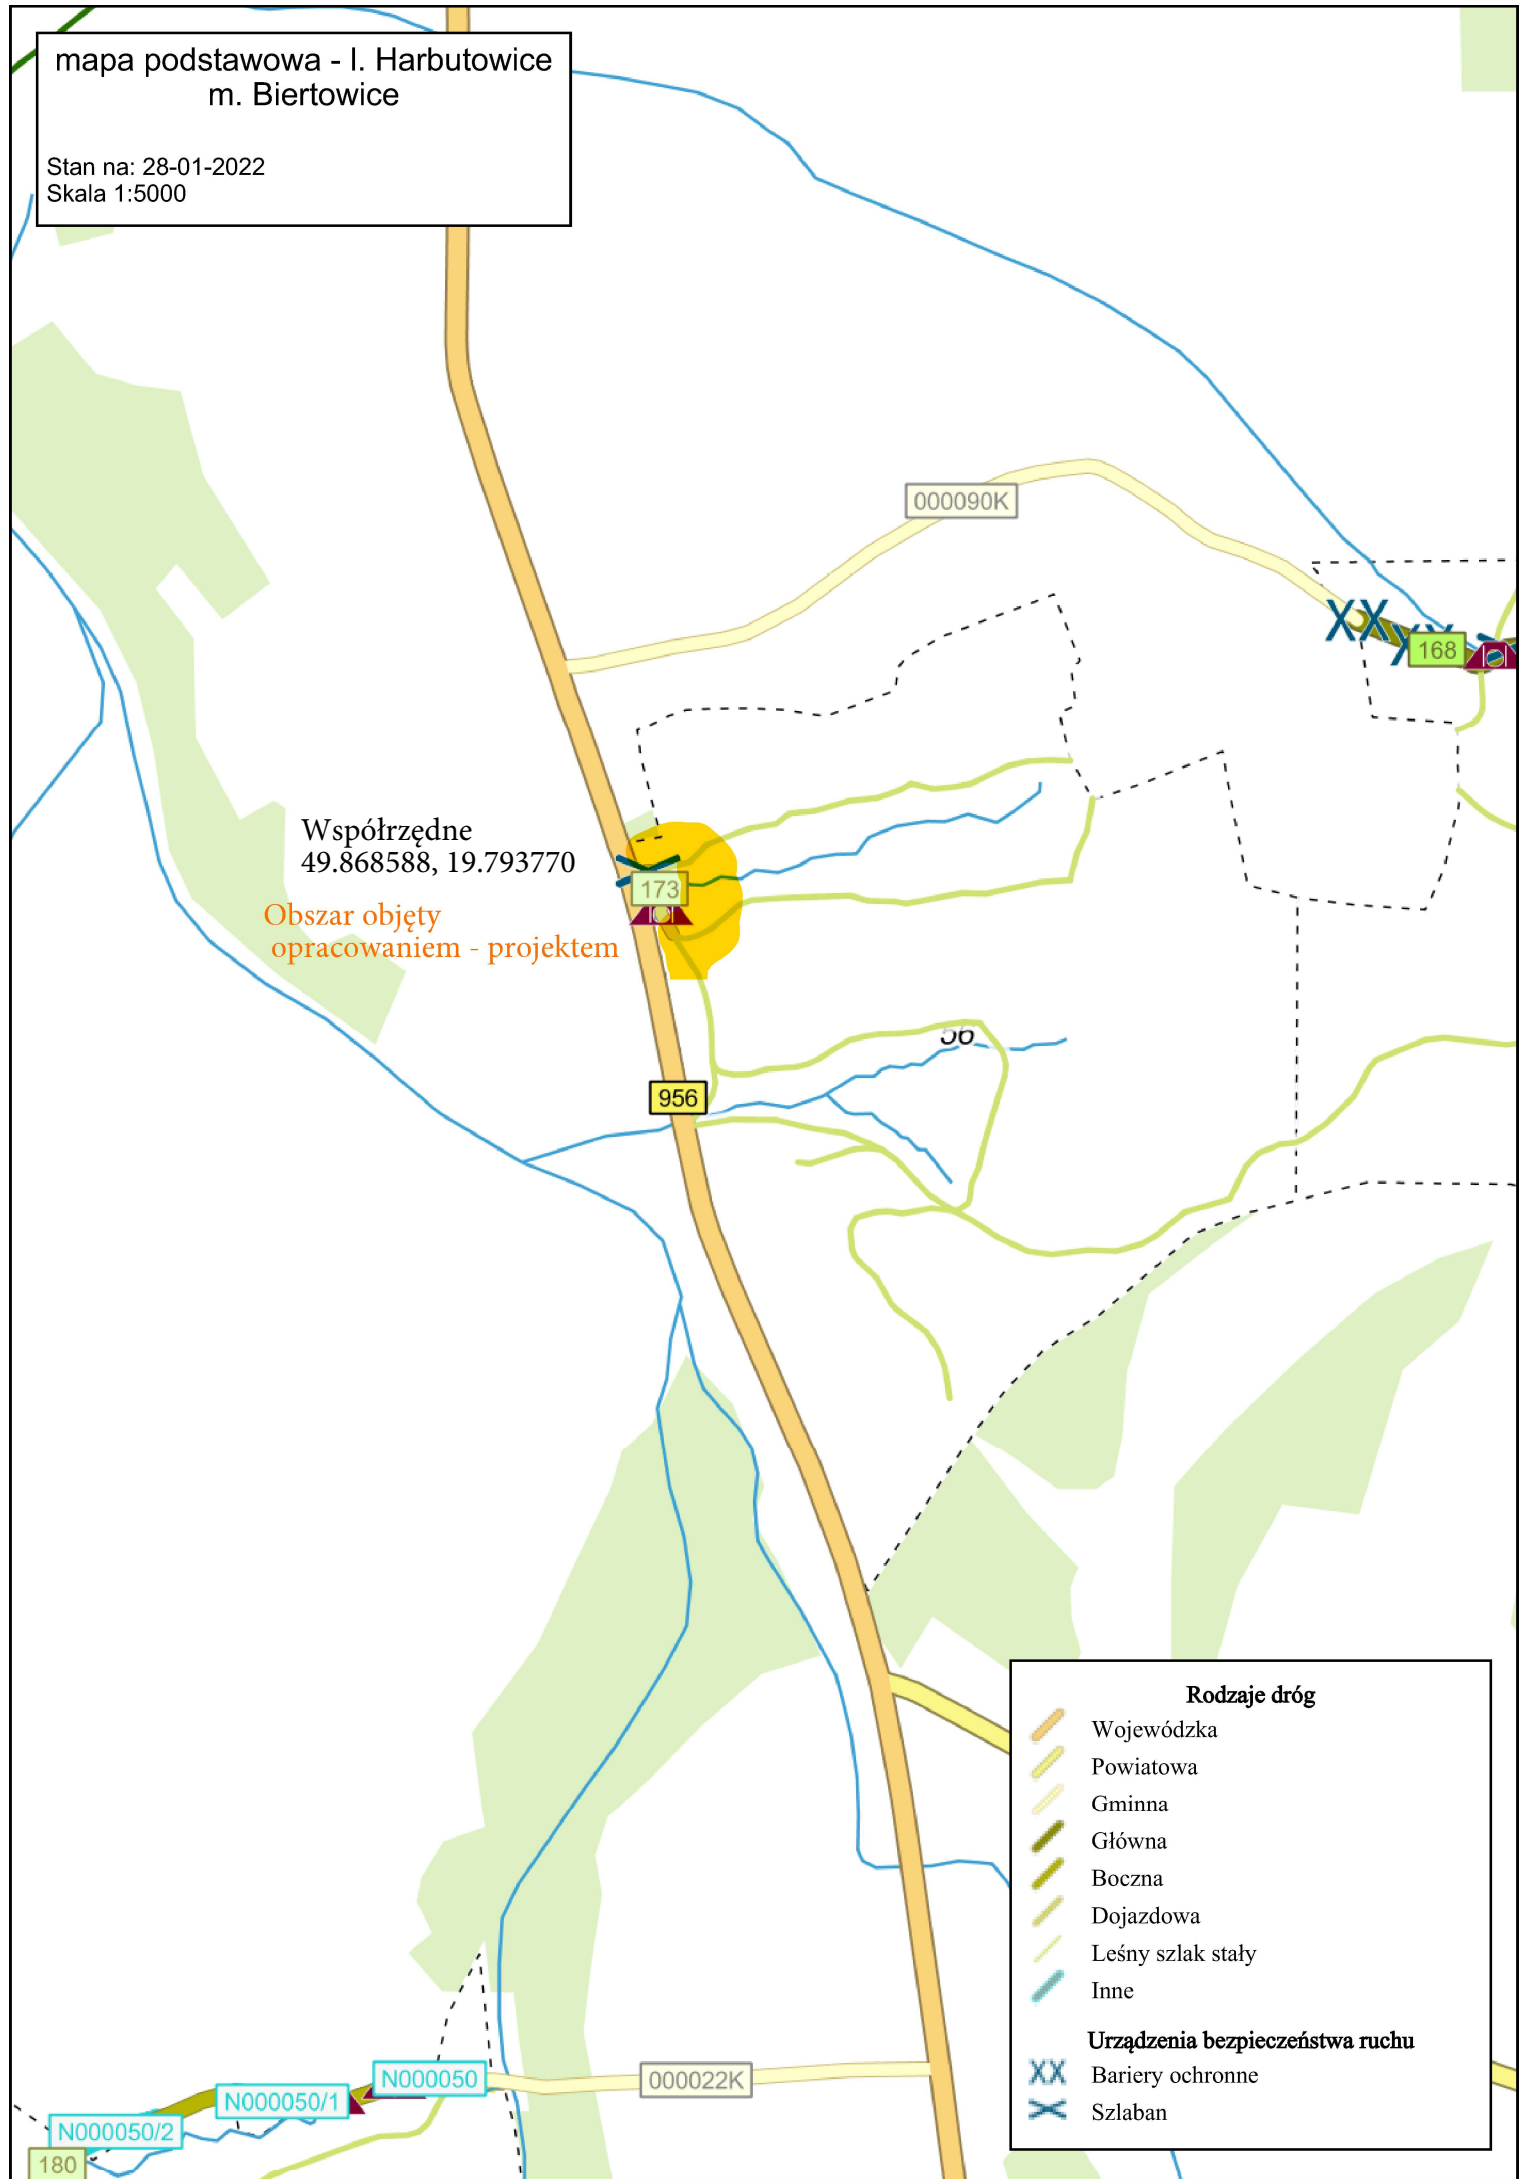 mapa podstawowa - l. Harbutowice
m. Biertowice
Stan na: 28-01-2022
Skala 1:5000
000090K
168
Współrzędne
49.868588, 19.793770
173
Obszar objęty
opracowaniem - projektem
56
956
Rodzaje dróg
Wojewódzka
Powiatowa
Gminna
Główna
Boczna
Dojazdowa
Leśny szlak stały
Inne
Urządzenia bezpieczeństwa ruchu
Bariery ochronne
Szlaban
N000050
000022K
N000050/1
N000050/2
180